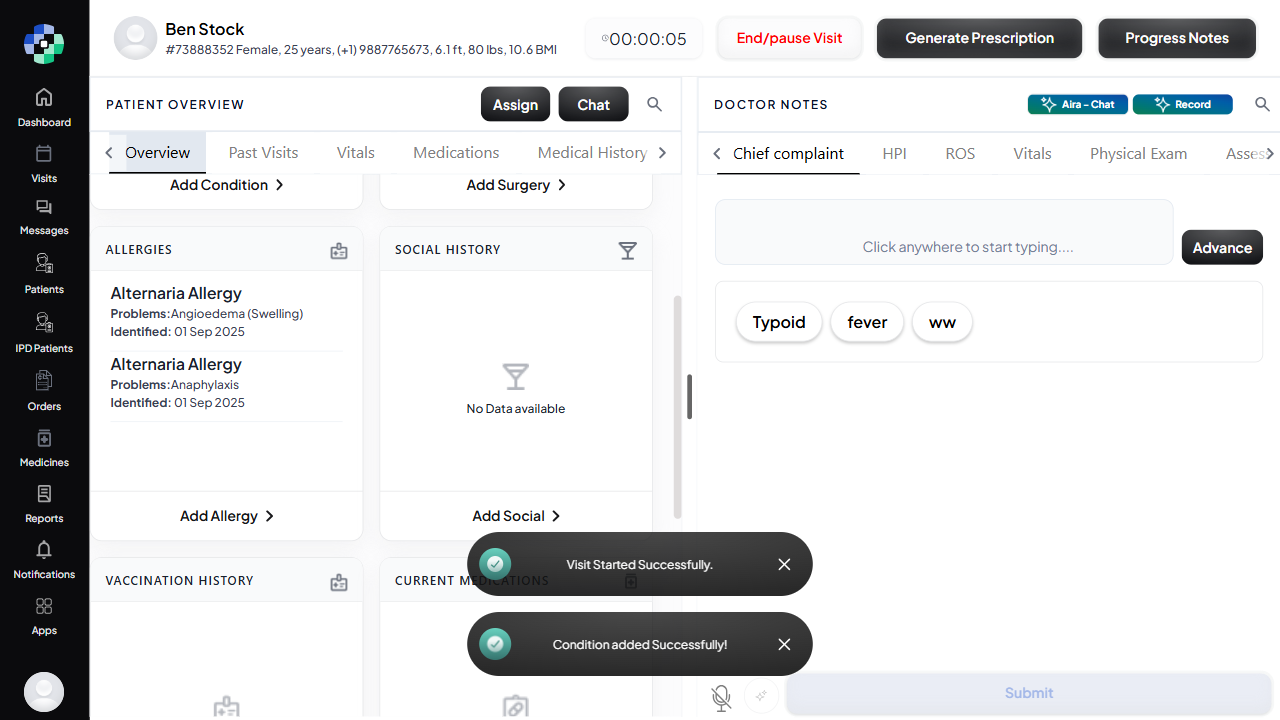 Ben Stock
#73888352 Female, 25 years, (+1) 9887765673, 6.1 ft, 80 lbs, 10.6 BMI
00:00:05
End/pause Visit
Generate Prescription
Progress Notes
Dashboard
Visits
Messages
Patients
IPD Patients
Orders
Medicines
Reports
Notifications
Apps
PATIENT OVERVIEW
Assign
Chat
Overview
Past Visits
Vitals
Medications
Medical History
Add Condition
Add Surgery
ALLERGIES
Alternaria Allergy
Problems:Angioedema (Swelling)
Identified: 01 Sep 2025
Alternaria Allergy
Problems:Anaphylaxis
Identified: 01 Sep 2025
Add Allergy
SOCIAL HISTORY
No Data available
Add Social
VACCINATION HISTORY
CURRENT MEDICATIONS
Visit Started Successfully.
Condition added Successfully!
DOCTOR NOTES
Aira - Chat
Record
Chief complaint
HPI
ROS
Vitals
Physical Exam
Asses
Click anywhere to start typing....
Advance
Typoid
fever
ww
Submit